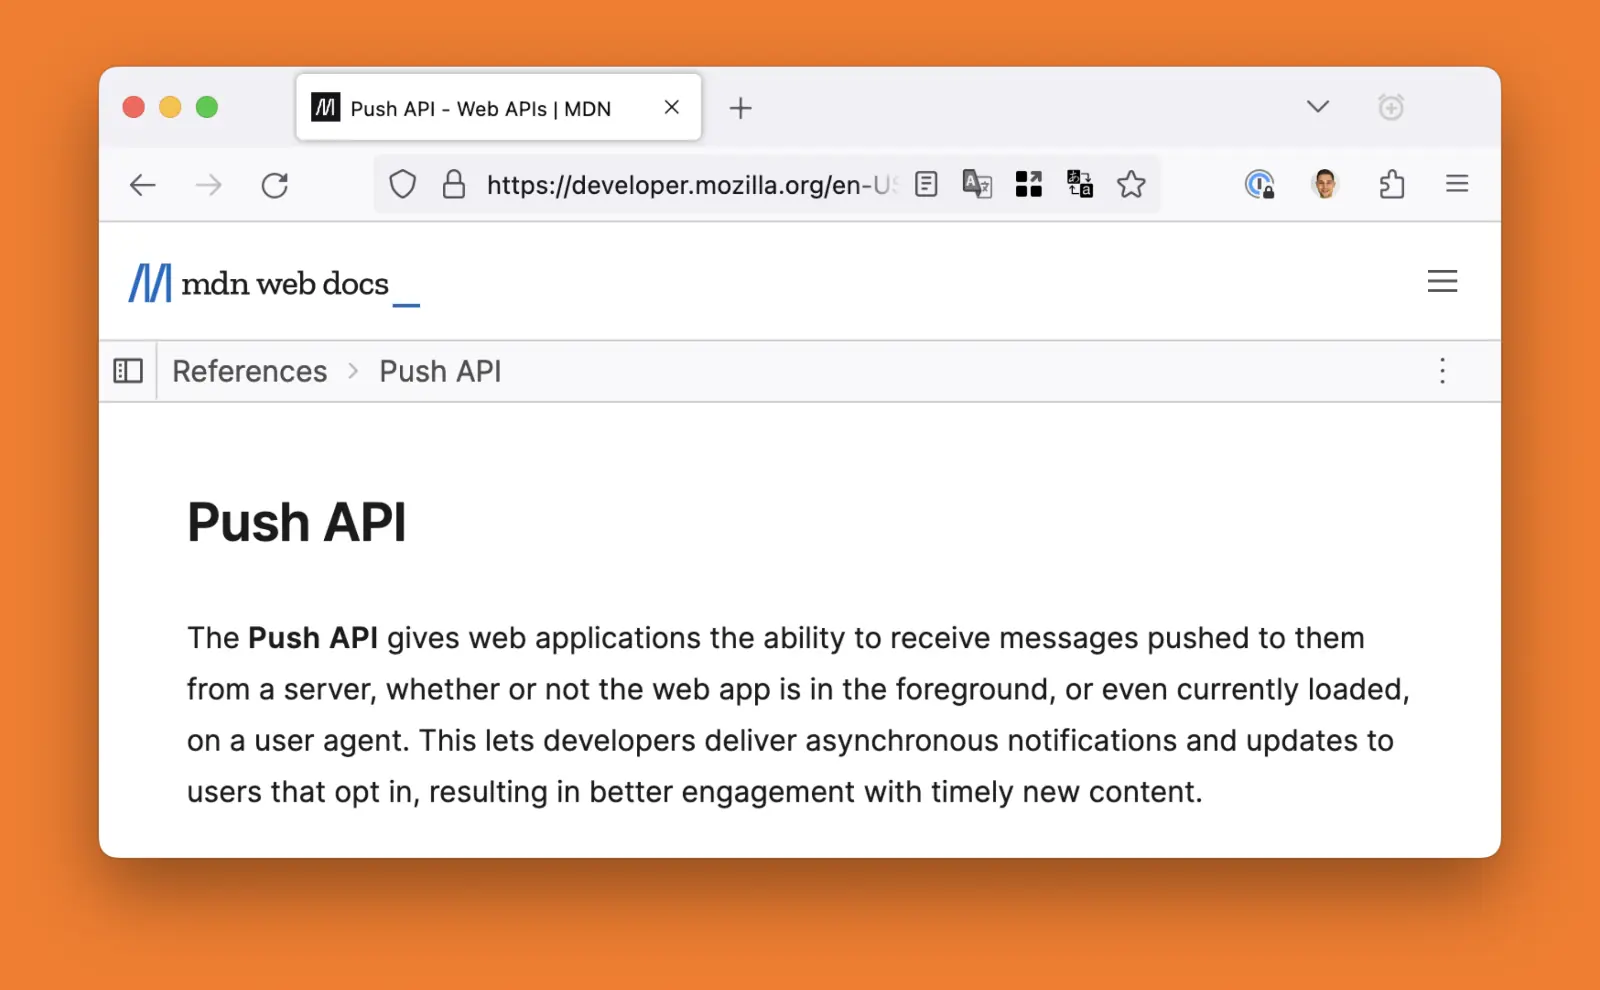 Push API - Web APIs | MDN
https://developer.mozilla.org/en-US
mdn web docs
References > Push API
Push API
The Push API gives web applications the ability to receive messages pushed to them
from a server, whether or not the web app is in the foreground, or even currently loaded,
on a user agent. This lets developers deliver asynchronous notifications and updates to
users that opt in, resulting in better engagement with timely new content.